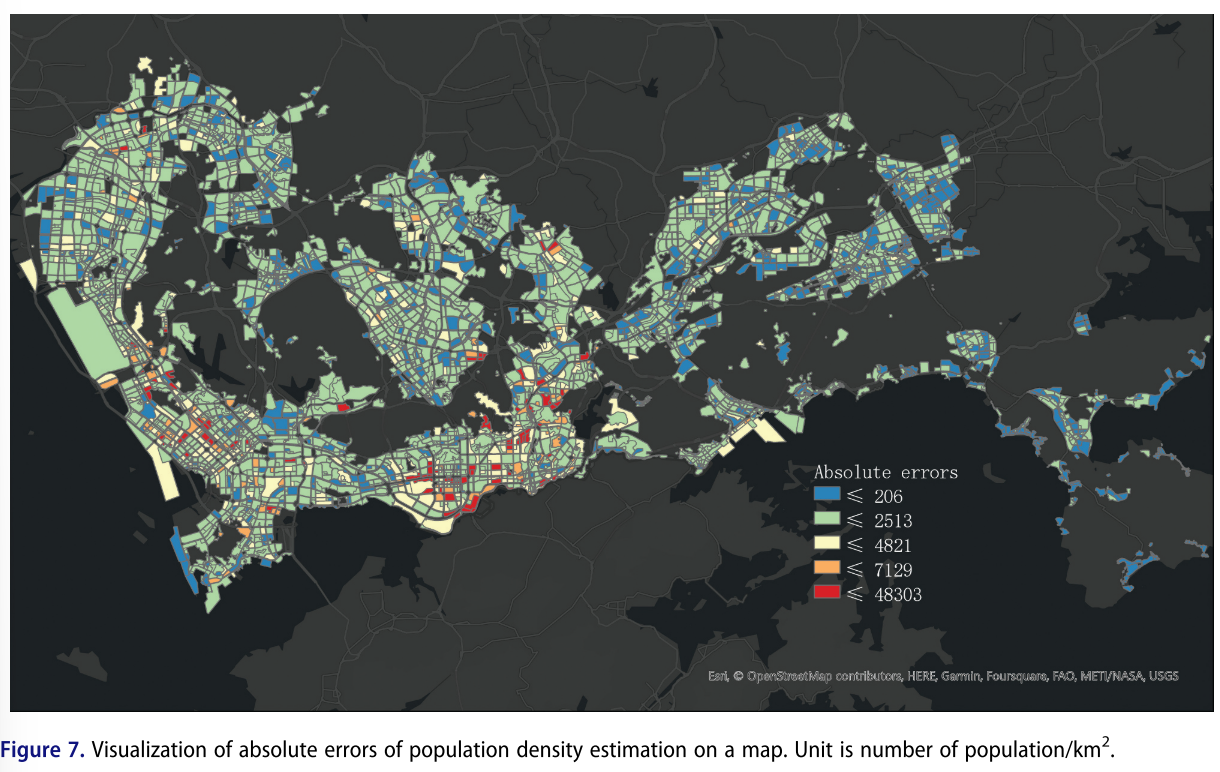 Absolute errors
≤ 206
≤ 2513
≤ 4821
≤ 7129
≤ 48303
Esri, © OpenStreetMap contributors, HERE, Garmin, Foursquare, FAO, METI/NASA, USGS
Figure 7. Visualization of absolute errors of population density estimation on a map. Unit is number of population/km².